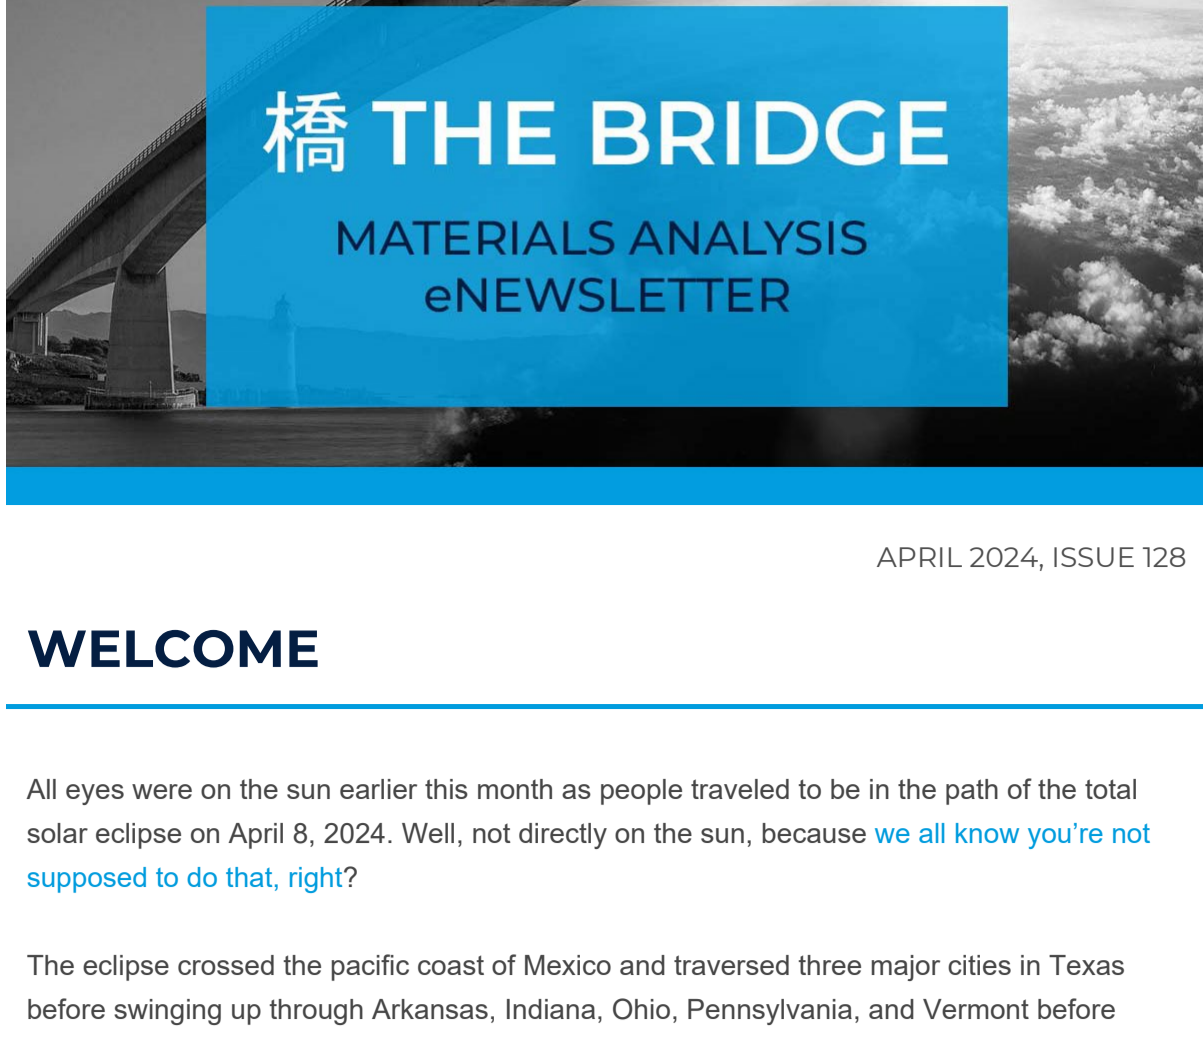 橋 THE BRIDGE
MATERIALS ANALYSIS
eNEWSLETTER
APRIL 2024, ISSUE 128
WELCOME
All eyes were on the sun earlier this month as people traveled to be in the path of the total
solar eclipse on April 8, 2024. Well, not directly on the sun, because we all know you’re not
supposed to do that, right?
The eclipse crossed the pacific coast of Mexico and traversed three major cities in Texas
before swinging up through Arkansas, Indiana, Ohio, Pennsylvania, and Vermont before